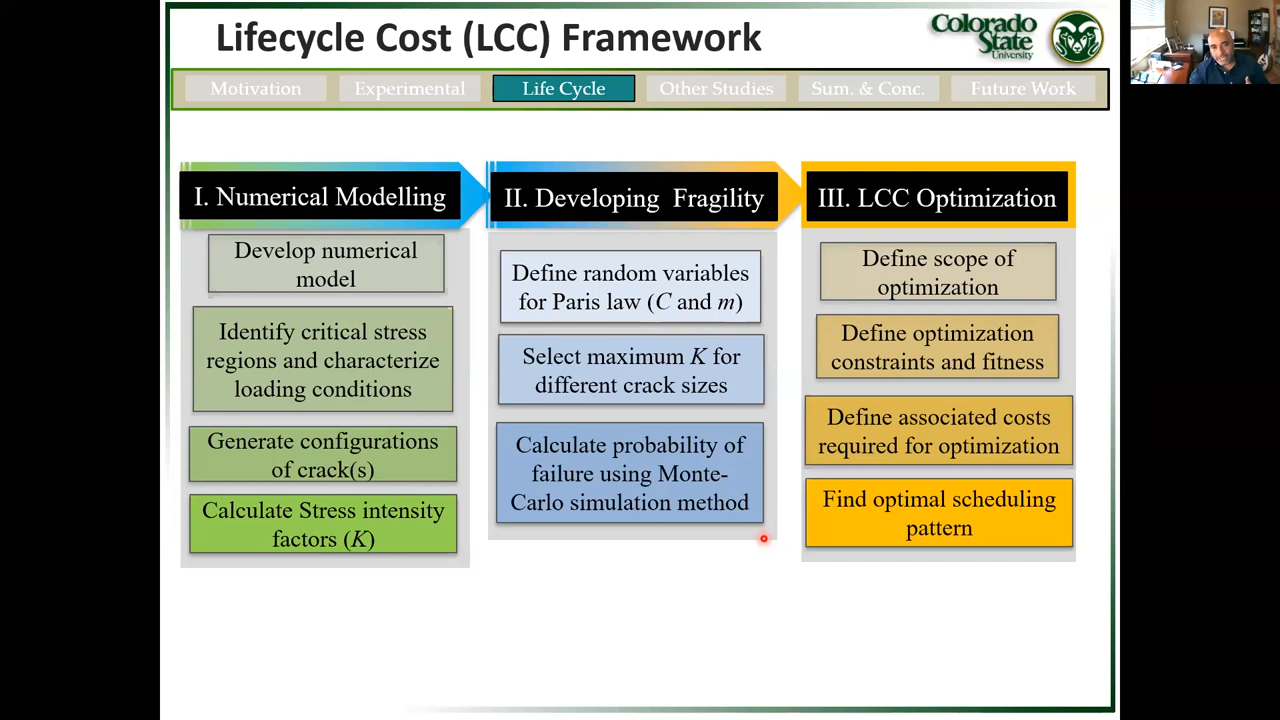 Lifecycle Cost (LCC) Framework
Colorado
State
University
Motivation
Experimental
Life Cycle
Other Studies
Sum. & Conc.
Future Work
I. Numerical Modelling
Develop numerical
model
Identify critical stress
regions and characterize
loading conditions
Generate configurations
of crack(s)
Calculate Stress intensity
factors (K)
II. Developing Fragility
Define random variables
for Paris law (C and m)
Select maximum K for
different crack sizes
Calculate probability of
failure using Monte-
Carlo simulation method
III. LCC Optimization
Define scope of
optimization
Define optimization
constraints and fitness
Define associated costs
required for optimization
Find optimal scheduling
pattern